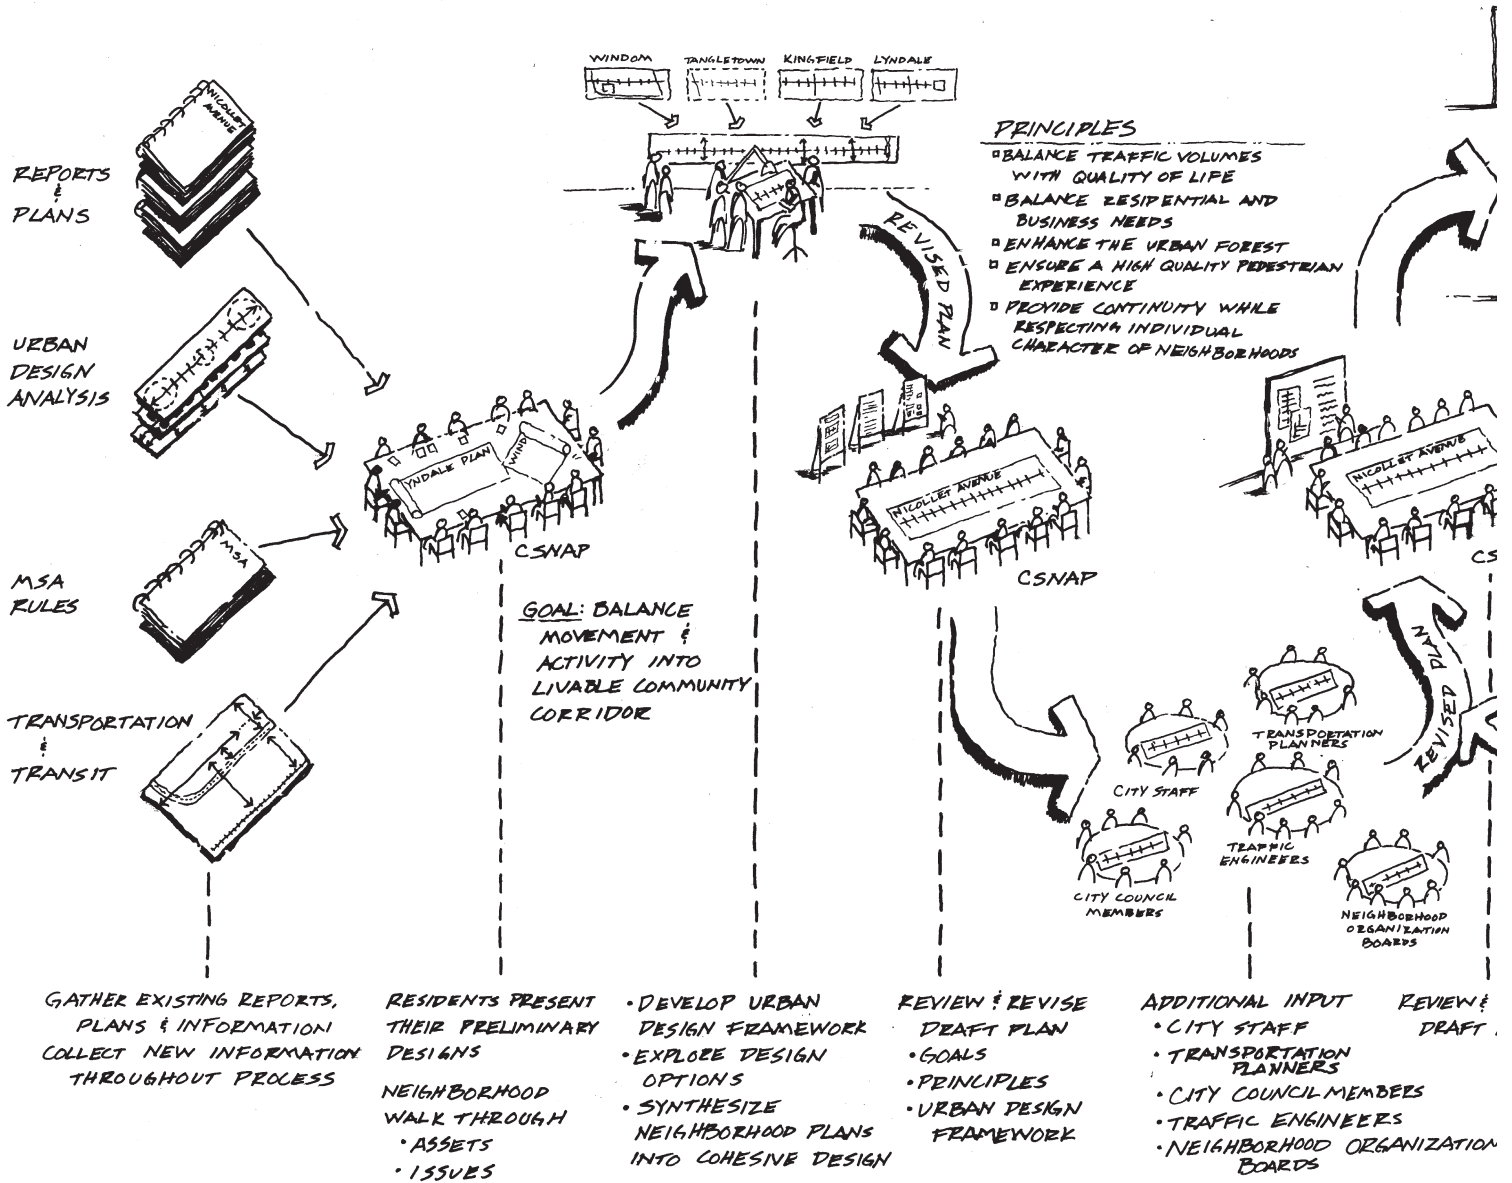 WINDOM
TANGLETOWN
KINGFIELD
LYNDALE
NICOLLET
AVENUE
REPORTS
&
PLANS
URBAN
DESIGN
ANALYSIS
MSA
RULES
MSA
TRANSPORTATION
&
TRANSIT
YNDALE PLAN
WIND
CSNAP
GOAL: BALANCE
MOVEMENT &
ACTIVITY INTO
LIVABLE COMMUNITY
CORRIDOR
REVISED PLAN
PRINCIPLES
BALANCE TRAFFIC VOLUMES
WITH QUALITY OF LIFE
BALANCE RESIDENTIAL AND
BUSINESS NEEDS
ENHANCE THE URBAN FOREST
ENSURE A HIGH QUALITY PEDESTRIAN
EXPERIENCE
PROVIDE CONTINUITY WHILE
RESPECTING INDIVIDUAL
CHARACTER OF NEIGHBORHOODS
NICOLLET AVENUE
CSNAP
NICOLLET AVENUE
CS
REVISED PLAN
CITY STAFF
TRANSPORTATION
PLANNERS
TRAFFIC
ENGINEERS
CITY COUNCIL
MEMBERS
NEIGHBORHOOD
ORGANIZATION
BOARDS
GATHER EXISTING REPORTS,
PLANS & INFORMATION
COLLECT NEW INFORMATION
THROUGHOUT PROCESS
RESIDENTS PRESENT
THEIR PRELIMINARY
DESIGNS
NEIGHBORHOOD
WALK THROUGH
• ASSETS
• ISSUES
• DEVELOP URBAN
DESIGN FRAMEWORK
• EXPLORE DESIGN
OPTIONS
• SYNTHESIZE
NEIGHBORHOOD PLANS
INTO COHESIVE DESIGN
REVIEW & REVISE
DRAFT PLAN
• GOALS
• PRINCIPLES
• URBAN DESIGN
FRAMEWORK
ADDITIONAL INPUT
• CITY STAFF
• TRANSPORTATION
PLANNERS
• CITY COUNCIL MEMBERS
• TRAFFIC ENGINEERS
• NEIGHBORHOOD ORGANIZATION
BOARDS
REVIEW &
DRAFT